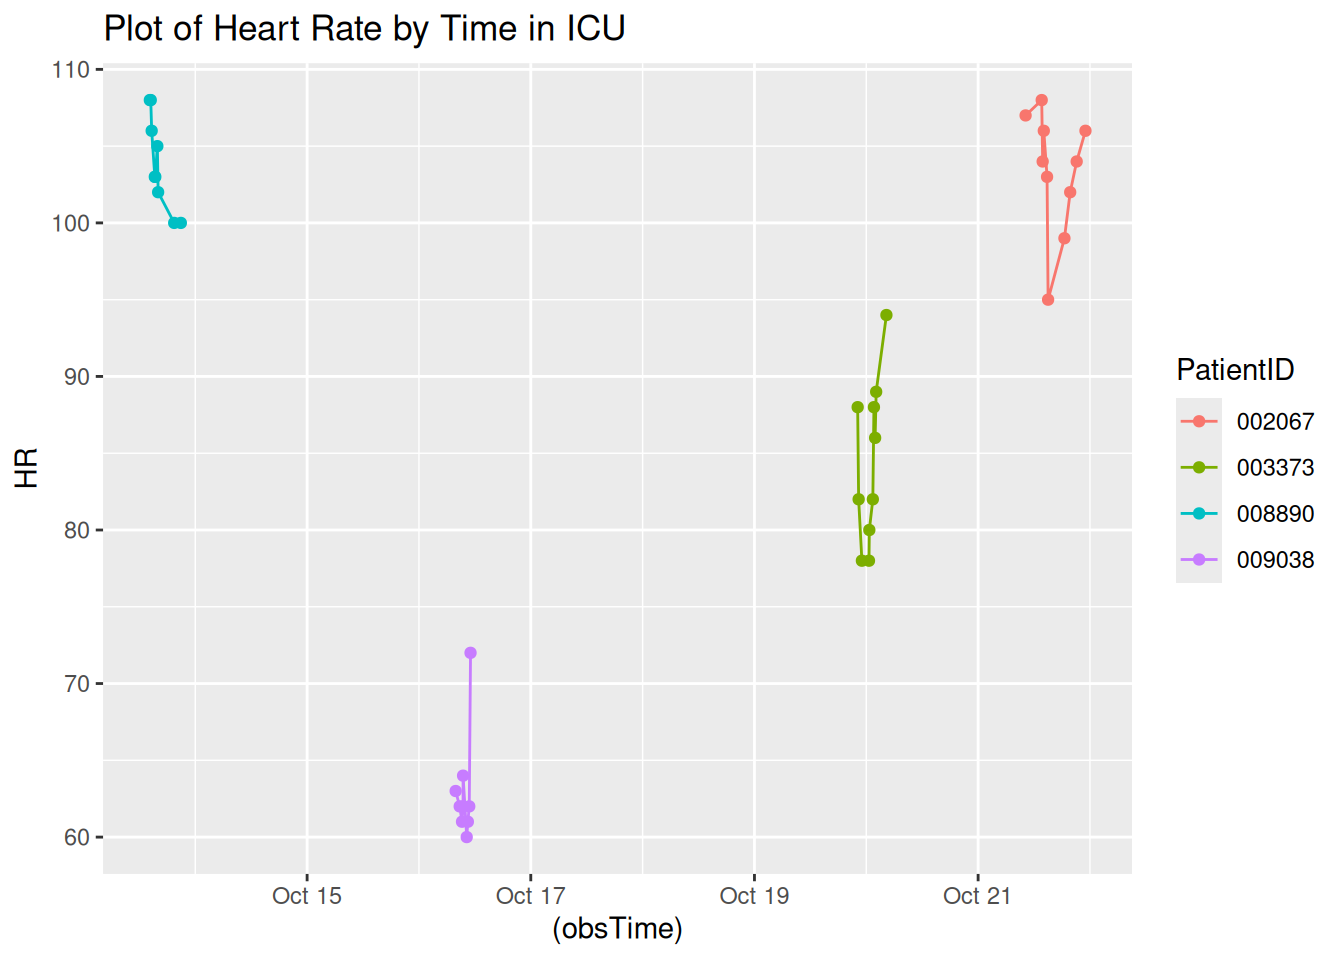 Plot of Heart Rate by Time in ICU
110
100
90
80
70
60
HR
Oct 15
Oct 17
Oct 19
Oct 21
(obsTime)
PatientID
002067
003373
008890
009038